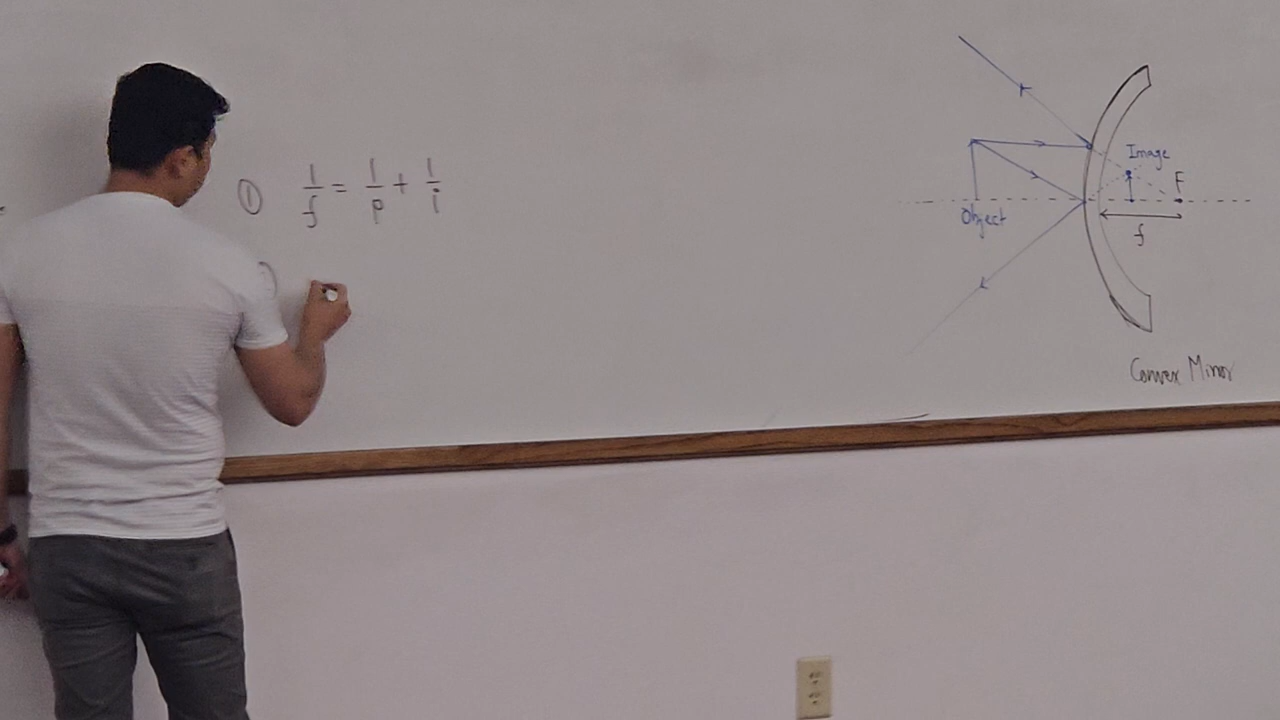 ① 1/f = 1/p + 1/i
Image
F
Object
f
Convex Mirror